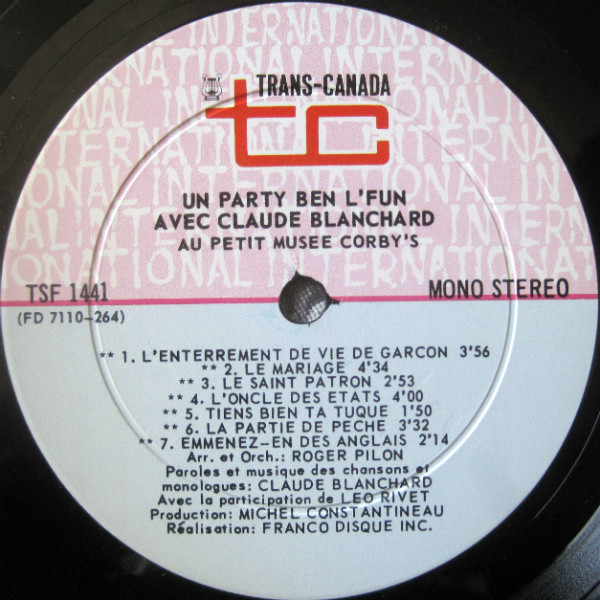 TRANS-CANADA
tc
UN PARTY BEN L'FUN
AVEC CLAUDE BLANCHARD
AU PETIT MUSEE CORBY'S
TSF 1441
MONO STEREO
(FD 7110-264)
** 1. L'ENTERREMENT DE VIE DE GARCON 3'56
** 2. LE MARIAGE 4'34
** 3. LE SAINT PATRON 2'53
** 4. L'ONCLE DES ETATS 4'00
** 5. TIENS BIEN TA TUQUE 1'50
** 6. LA PARTIE DE PECHE 3'32
** 7. EMMENEZ-EN DES ANGLAIS 2'14
Arr. et Orch.: ROGER PILON
Paroles et musique des chansons et
monologues: CLAUDE BLANCHARD
Avec la participation de LEO RIVET
Production: MICHEL CONSTANTINEAU
Réalisation: FRANCO DISQUE INC.
INTERNATIONAL INTERNATIONAL